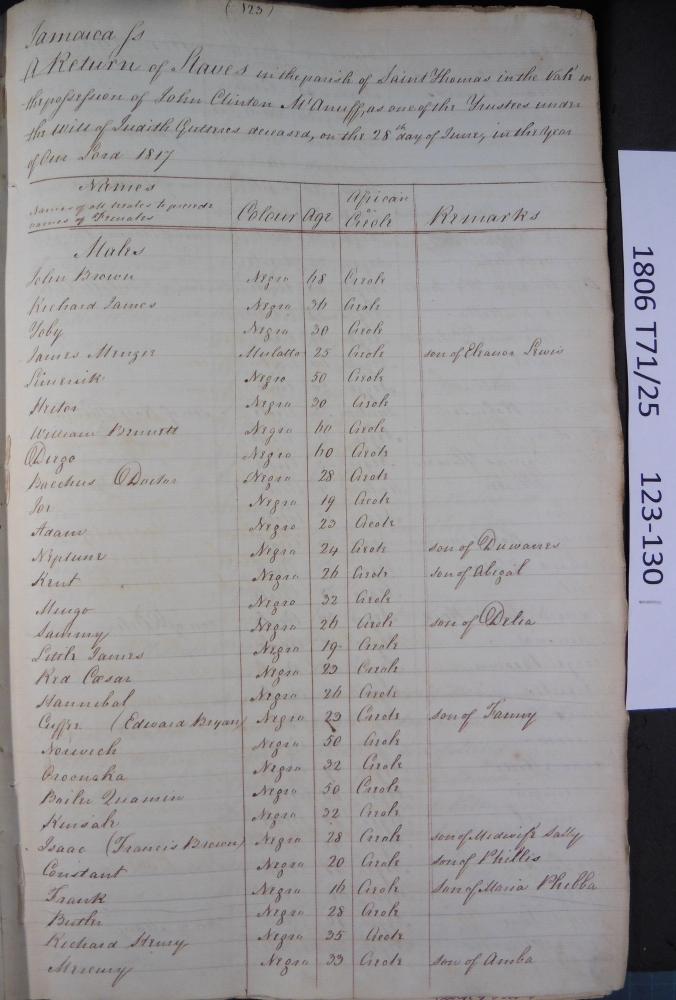 (123)
Jamaica Ss
A Return of Slaves in the parish of Saint Thomas in the Vale in
the possession of John Clinton McAnuff, as one of the Trustees under
the Will of Judith deceased, on the 28th day of June, in the Year
of Our Lord 1817
Names
Names of all Males to precede names of Females Colour Age African or Creole Remarks
Males
John Brown Negro 48 Creole
Richard James Negro 36 Creole
Toby Negro 30 Creole
James Menzie Mulatto 25 Creole son of Eleanor Lewis
Limerick Negro 50 Creole
Hector Negro 30 Creole
William Bennett Negro 40 Creole
Diego Negro 40 Creole
Bacchus Doctor Negro 28 Creole
Joe Negro 19 Creole
Adam Negro 23 Creole
Neptune Negro 24 Creole son of
Kent Negro 26 Creole son of Abigal
Mingo Negro 32 Creole
Sammy Negro 26 Creole son of Delia
Little James Negro 19 Creole
Red Cæsar Negro 23 Creole
Hannibal Negro 26 Creole
Cuffee (Edward Bryan) Negro 23 Creole son of Fanny
Norwich Negro 50 Creole
Oroonoka Negro 32 Creole
Quamin Negro 50 Creole
Kinsale Negro 32 Creole
Isaac (Francis Brown) Negro 28 Creole son of Midwife Sally
Constant Negro 20 Creole son of Phillis
Frank Negro 16 Creole son of Maria Phibba
Butler Negro 28 Creole
Richard Henry Negro 35 Creole
Mercury Negro 33 Creole son of Amba
1806 T71/25 123-130